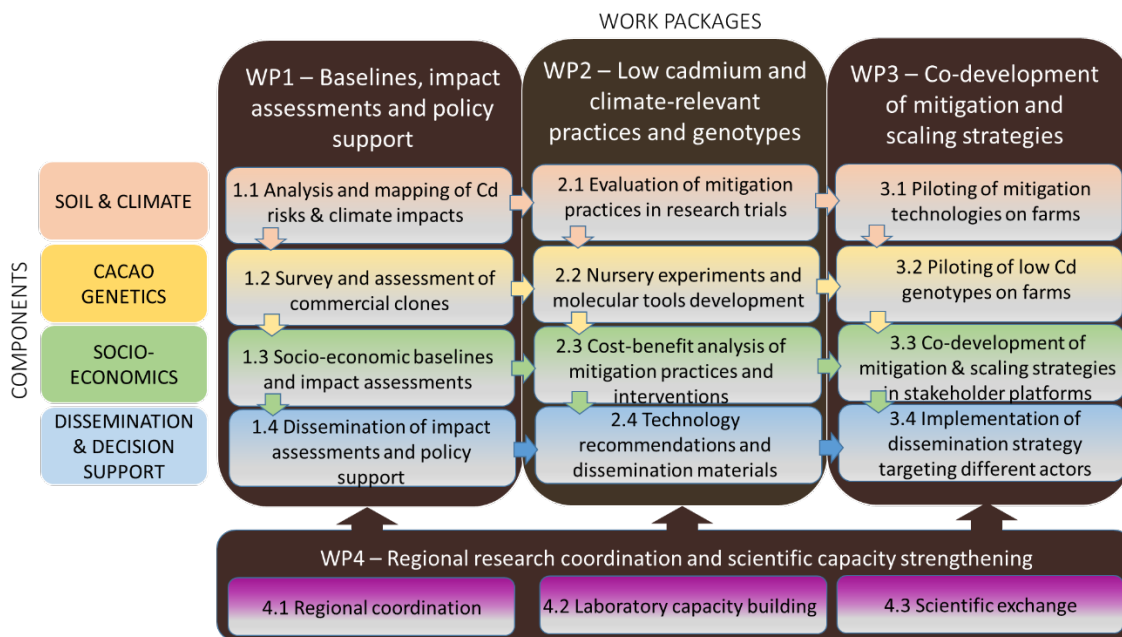 WORK PACKAGES
WP1 – Baselines, impact
assessments and policy
support
WP2 – Low cadmium and
climate-relevant
practices and genotypes
WP3 – Co-development
of mitigation and
scaling strategies
COMPONENTS
SOIL & CLIMATE
1.1 Analysis and mapping of Cd
risks & climate impacts
2.1 Evaluation of mitigation
practices in research trials
3.1 Piloting of mitigation
technologies on farms
CACAO
GENETICS
1.2 Survey and assessment of
commercial clones
2.2 Nursery experiments and
molecular tools development
3.2 Piloting of low Cd
genotypes on farms
SOCIO-
ECONOMICS
1.3 Socio-economic baselines
and impact assessments
2.3 Cost-benefit analysis of
mitigation practices and
interventions
3.3 Co-development of
mitigation & scaling strategies
in stakeholder platforms
DISSEMINATION
& DECISION
SUPPORT
1.4 Dissemination of impact
assessments and policy
support
2.4 Technology
recommendations and
dissemination materials
3.4 Implementation of
dissemination strategy
targeting different actors
WP4 – Regional research coordination and scientific capacity strengthening
4.1 Regional coordination
4.2 Laboratory capacity building
4.3 Scientific exchange